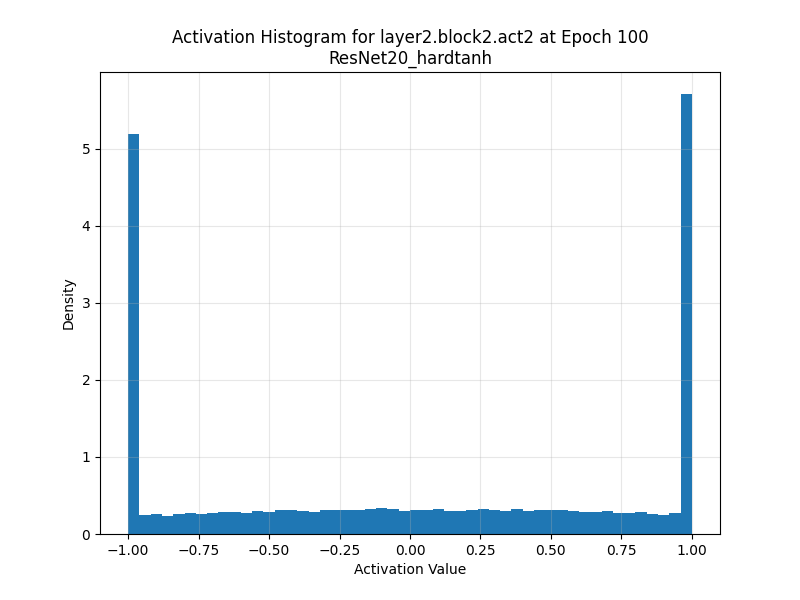 Activation Histogram for layer2.block2.act2 at Epoch 100
ResNet20_hardtanh
Density
5
4
3
2
1
0
−1.00 −0.75 −0.50 −0.25 0.00 0.25 0.50 0.75 1.00
Activation Value